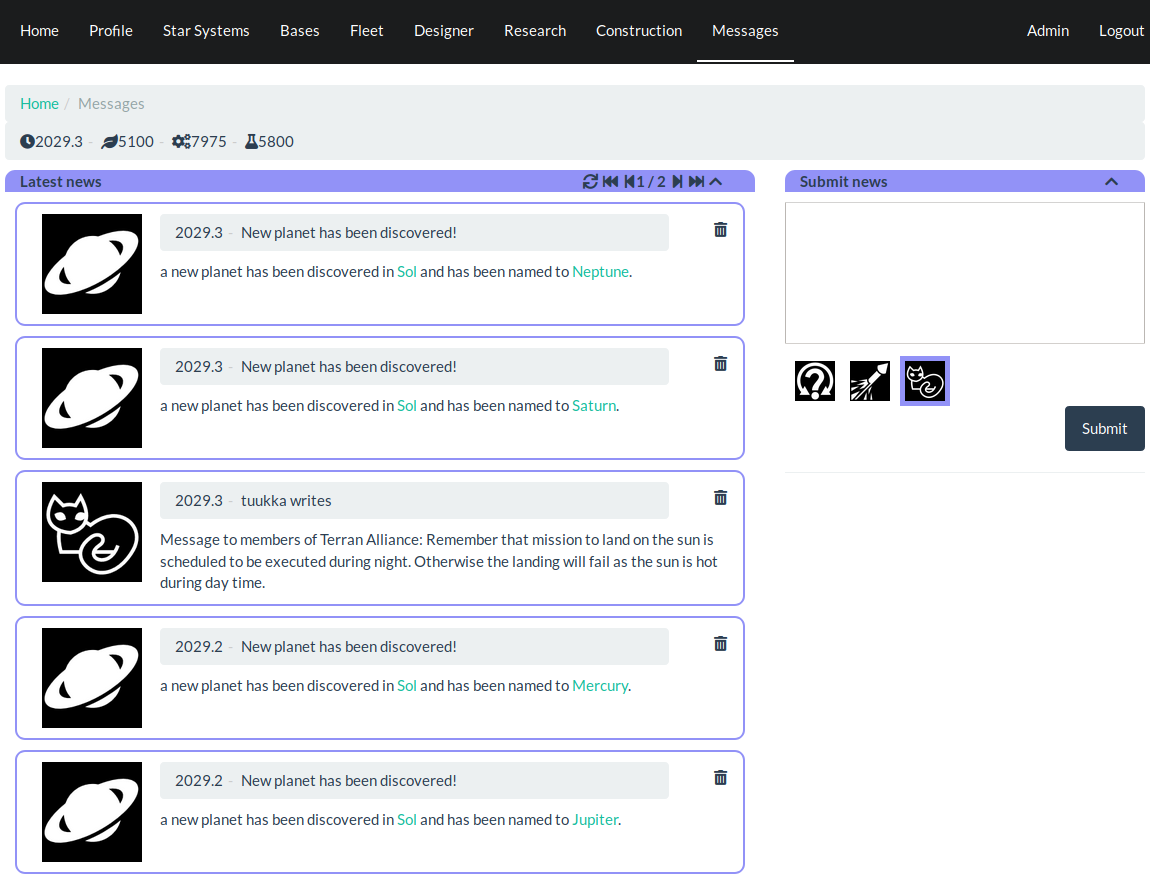 Home Profile Star Systems Bases Fleet Designer Research Construction Messages Admin Logout
Home / Messages
2029.3 - 5100 - 7975 - 5800
Latest news 1 / 2
2029.3 - New planet has been discovered!
a new planet has been discovered in Sol and has been named to Neptune.
2029.3 - New planet has been discovered!
a new planet has been discovered in Sol and has been named to Saturn.
2029.3 - tuukka writes
Message to members of Terran Alliance: Remember that mission to land on the sun is
scheduled to be executed during night. Otherwise the landing will fail as the sun is hot
during day time.
2029.2 - New planet has been discovered!
a new planet has been discovered in Sol and has been named to Mercury.
2029.2 - New planet has been discovered!
a new planet has been discovered in Sol and has been named to Jupiter.
Submit news
?
Submit